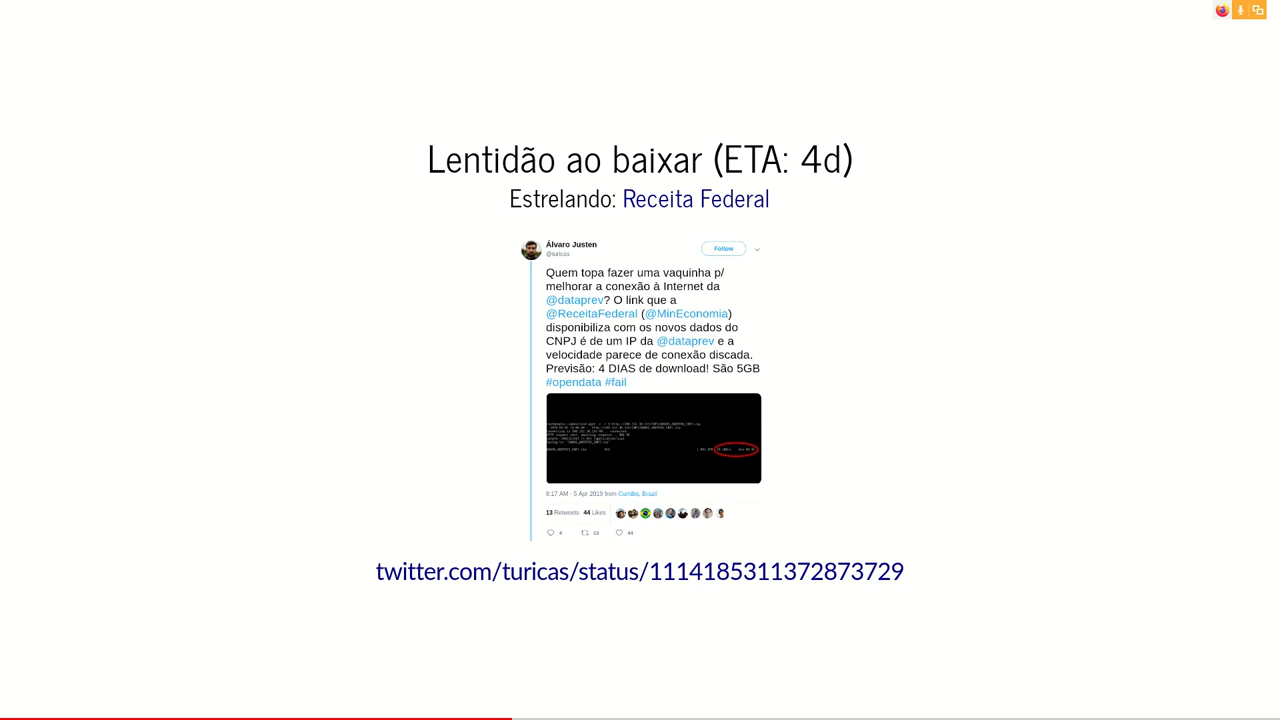 Lentidão ao baixar (ETA: 4d)
Estrelando: Receita Federal
Álvaro Justen
@turicas
Follow
Quem topa fazer uma vaquinha p/
melhorar a conexão à Internet da
@dataprev? O link que a
@ReceitaFederal (@MinEconomia)
disponibiliza com os novos dados do
CNPJ é de um IP da @dataprev e a
velocidade parece de conexão discada.
Previsão: 4 DIAS de download! São 5GB
#opendata #fail
8:17 AM · 5 Apr 2019 from Curitiba, Brazil
13 Retweets 44 Likes
4 13 44
twitter.com/turicas/status/1114185311372873729